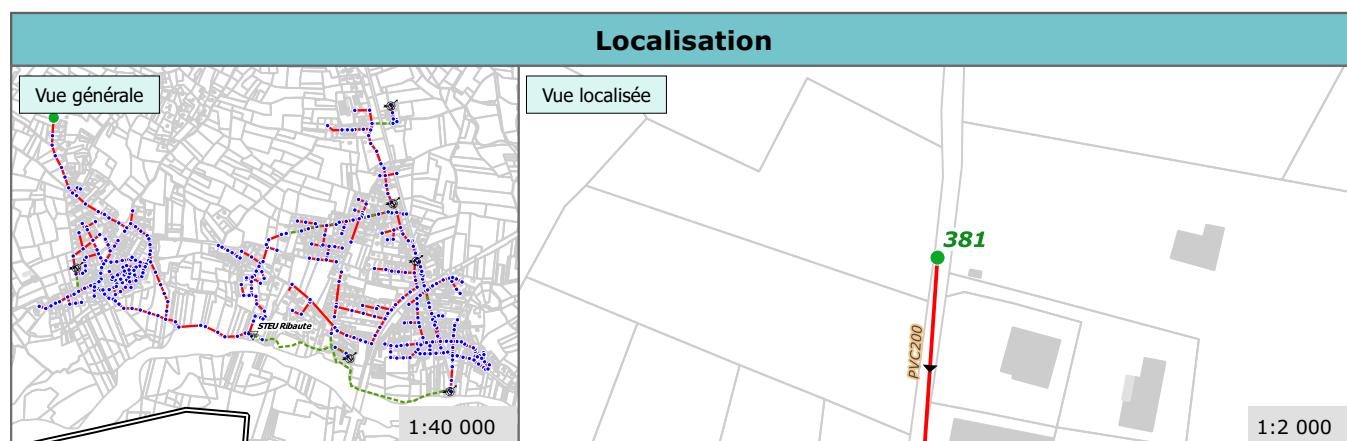 Localisation
Vue générale
Vue localisée
381
STEU Ribaute
PVC200
1:40 000
1:2 000